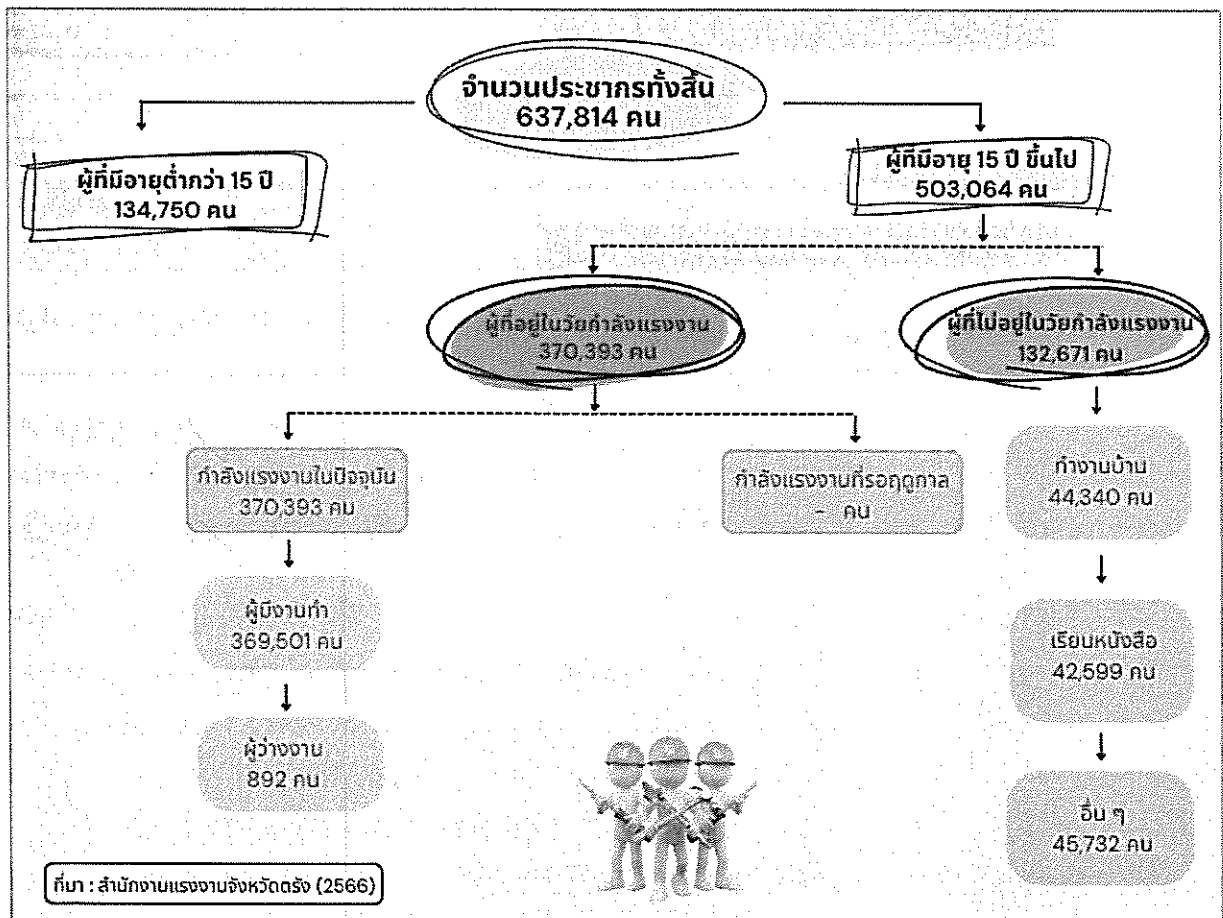 จำนวนประชากรทั้งสิ้น
637,814 คน
ผู้ที่มีอายุต่ำกว่า 15 ปี
134,750 คน
ผู้ที่มีอายุ 15 ปี ขึ้นไป
503,064 คน
ผู้ที่อยู่ในวัยกำลังแรงงาน
370,393 คน
ผู้ที่ไม่อยู่ในวัยกำลังแรงงาน
132,671 คน
กำลังแรงงานในปัจจุบัน
370,393 คน
กำลังแรงงานที่รอฤดูกาล
- คน
ทำงานบ้าน
44,340 คน
ผู้มีงานทำ
369,501 คน
เรียนหนังสือ
42,599 คน
ผู้ว่างงาน
892 คน
อื่น ๆ
45,732 คน
ที่มา : สำนักงานแรงงานจังหวัดตรัง (2566)